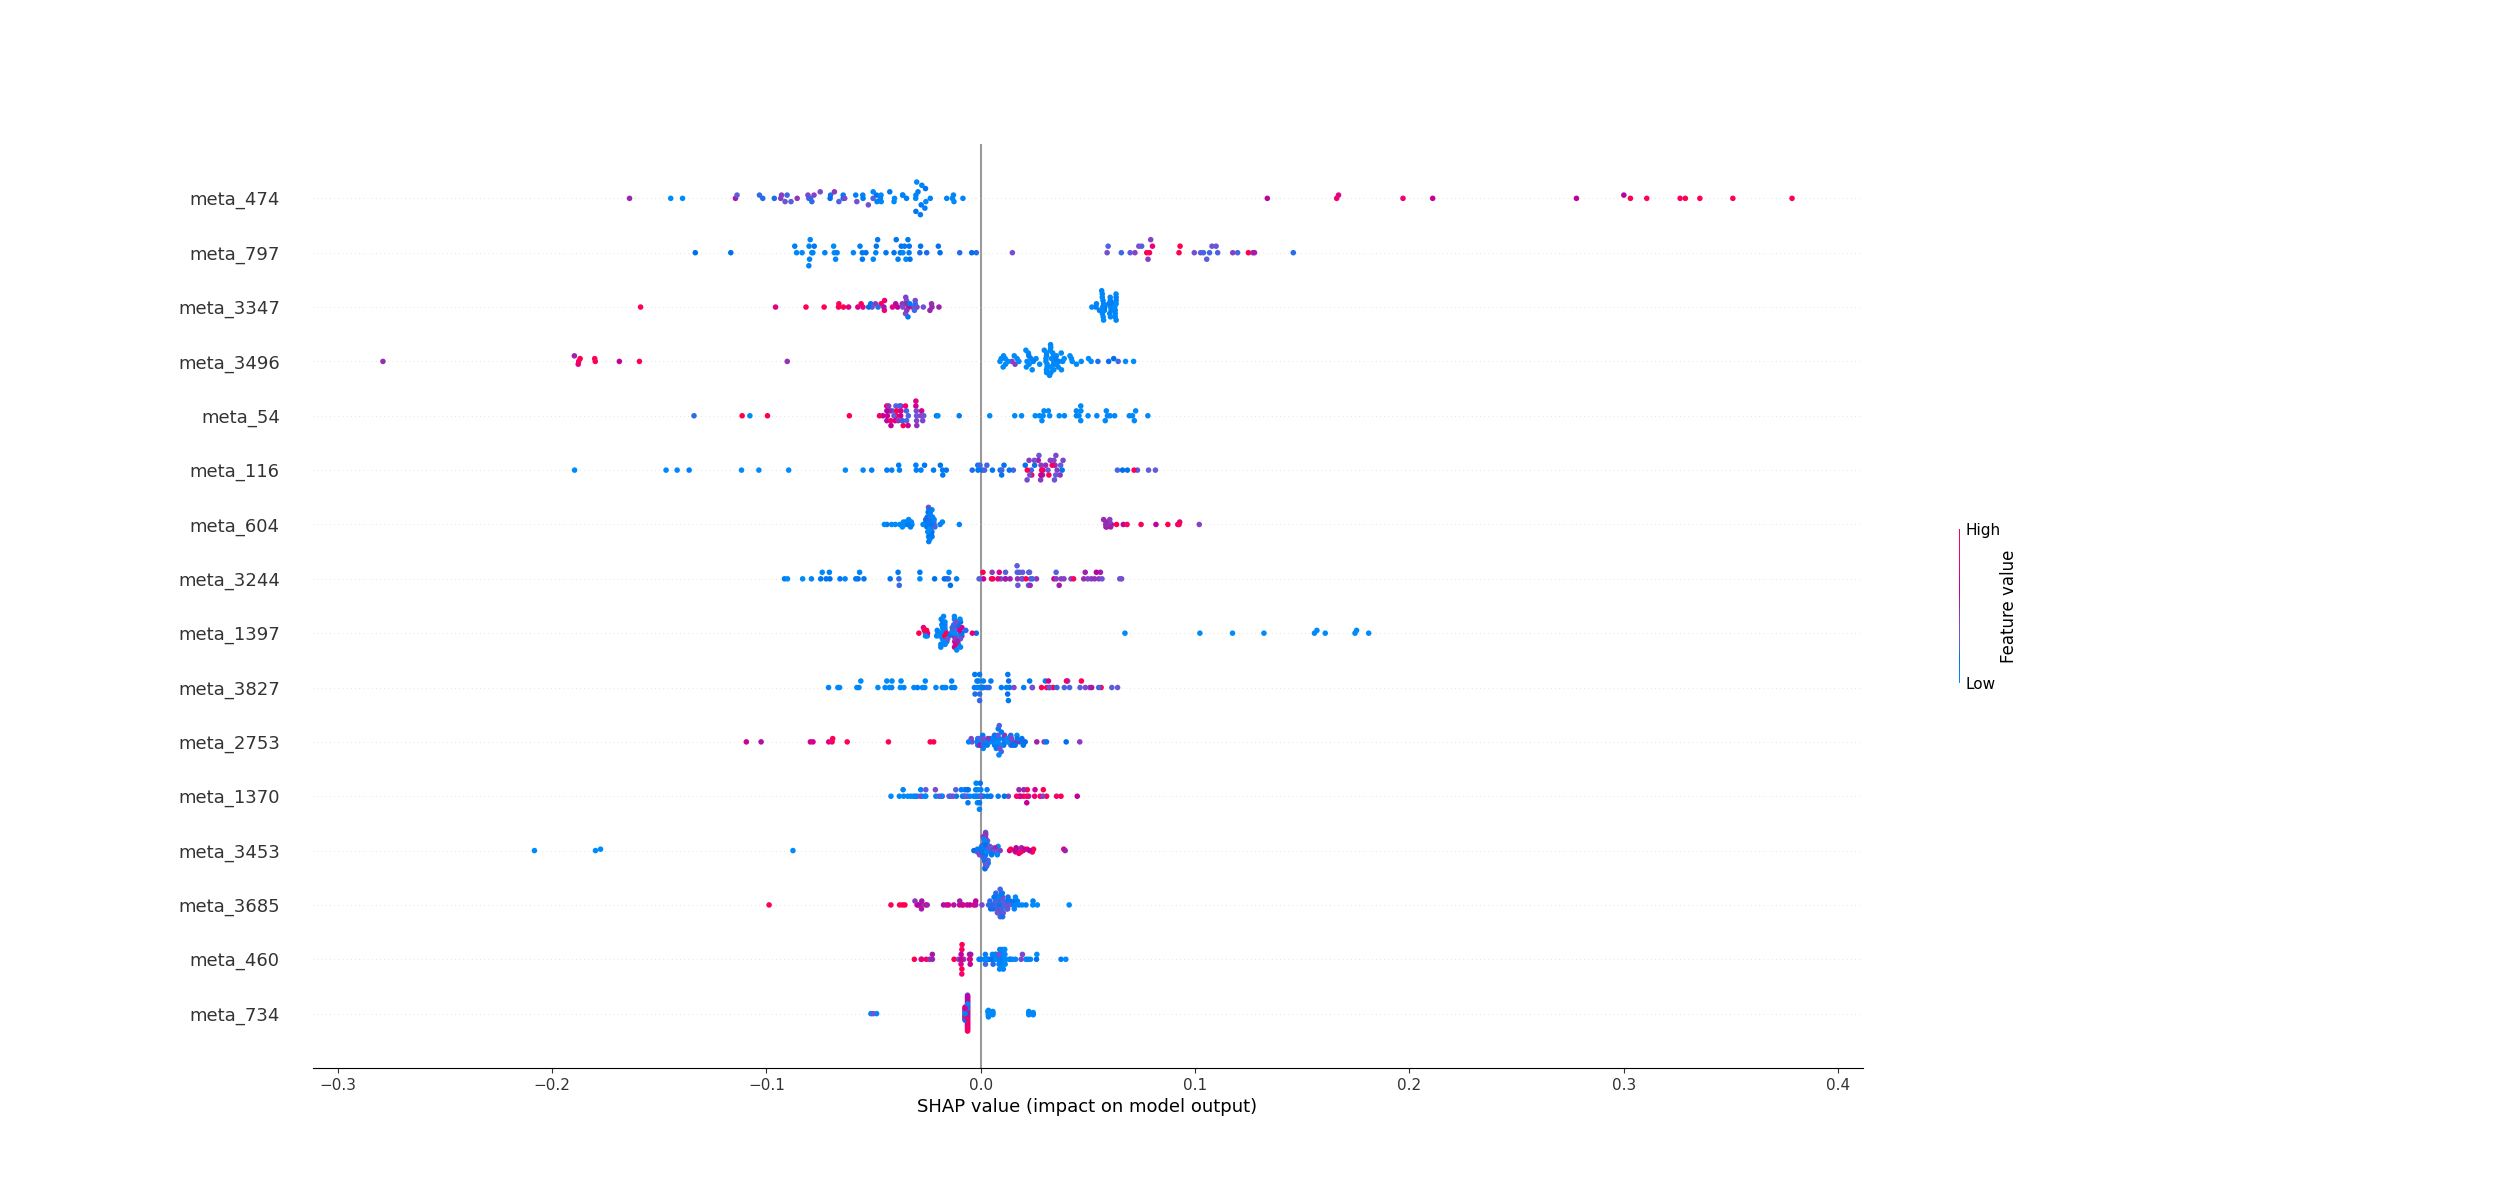 meta_474
meta_797
meta_3347
meta_3496
meta_54
meta_116
meta_604
meta_3244
meta_1397
meta_3827
meta_2753
meta_1370
meta_3453
meta_3685
meta_460
meta_734
−0.3 −0.2 −0.1 0.0 0.1 0.2 0.3 0.4
SHAP value (impact on model output)
High
Feature value
Low